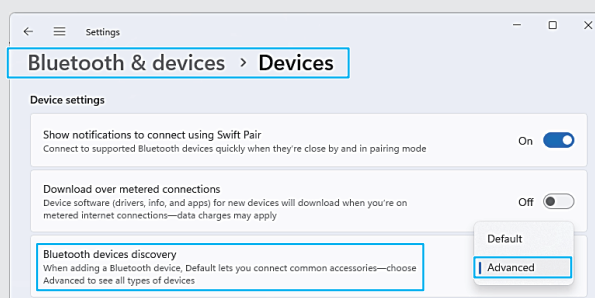 Settings
Bluetooth & devices > Devices
Device settings
Show notifications to connect using Swift Pair
Connect to supported Bluetooth devices quickly when they're close by and in pairing mode
On
Download over metered connections
Device software (drivers, info, and apps) for new devices will download when you're on
metered internet connections—data charges may apply
Off
Bluetooth devices discovery
When adding a Bluetooth device, Default lets you connect common accessories—choose
Advanced to see all types of devices
Default
Advanced